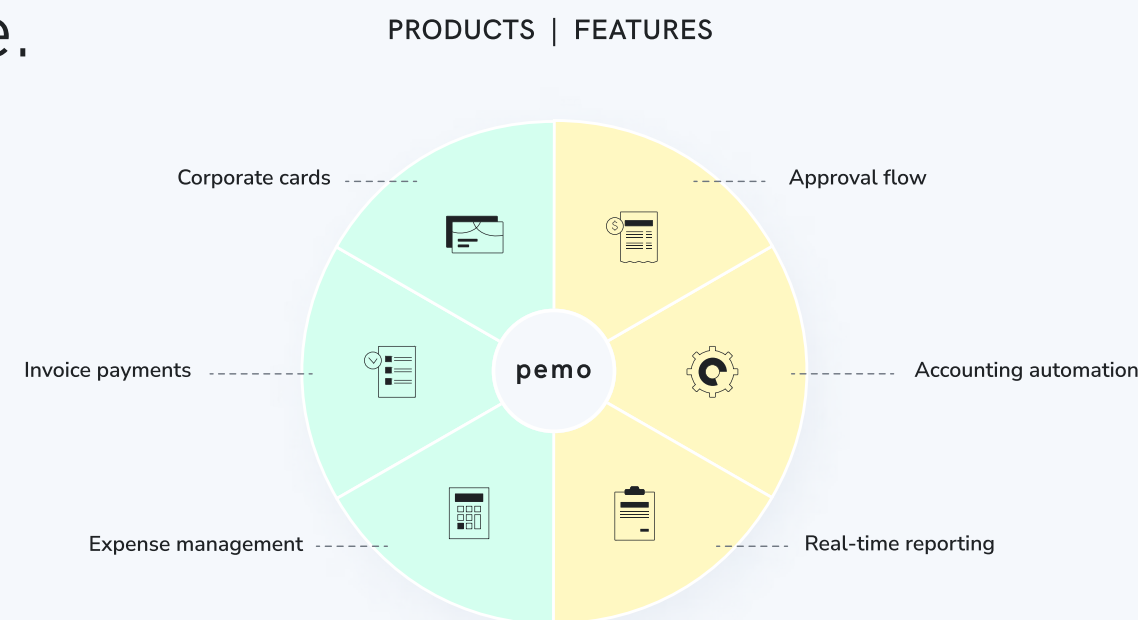 e.
PRODUCTS | FEATURES
Corporate cards
Approval flow
Invoice payments
pemo
Accounting automation
Expense management
Real-time reporting